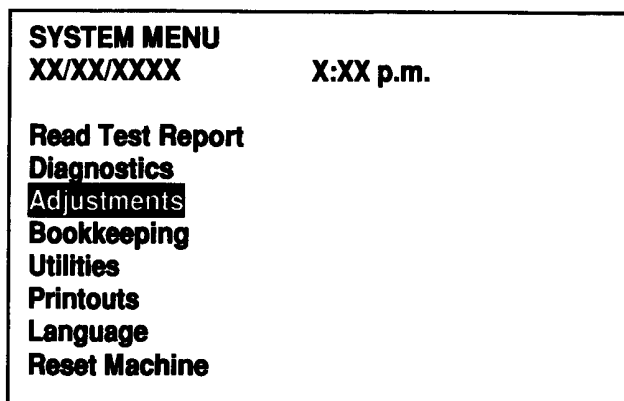 SYSTEM MENU
XX/XX/XXXX X:XX p.m.
Read Test Report
Diagnostics
Adjustments
Bookkeeping
Utilities
Printouts
Language
Reset Machine